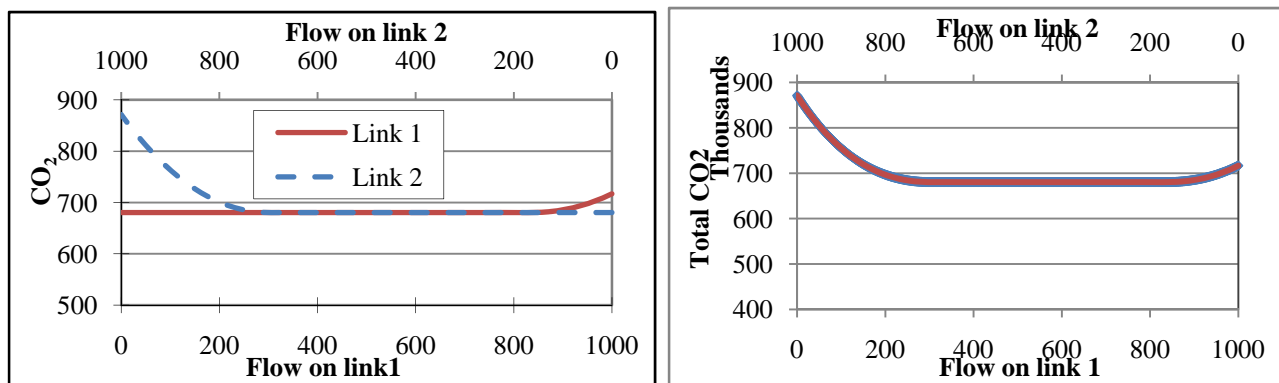 Flow on link 2
1000 800 600 400 200 0
900
800
700
600
500
CO2
Link 1
Link 2
0 200 400 600 800 1000
Flow on link1
Flow on link 2
1000 800 600 400 200 0
900
800
700
600
500
400
Total CO2
Thousands
0 200 400 600 800 1000
Flow on link 1